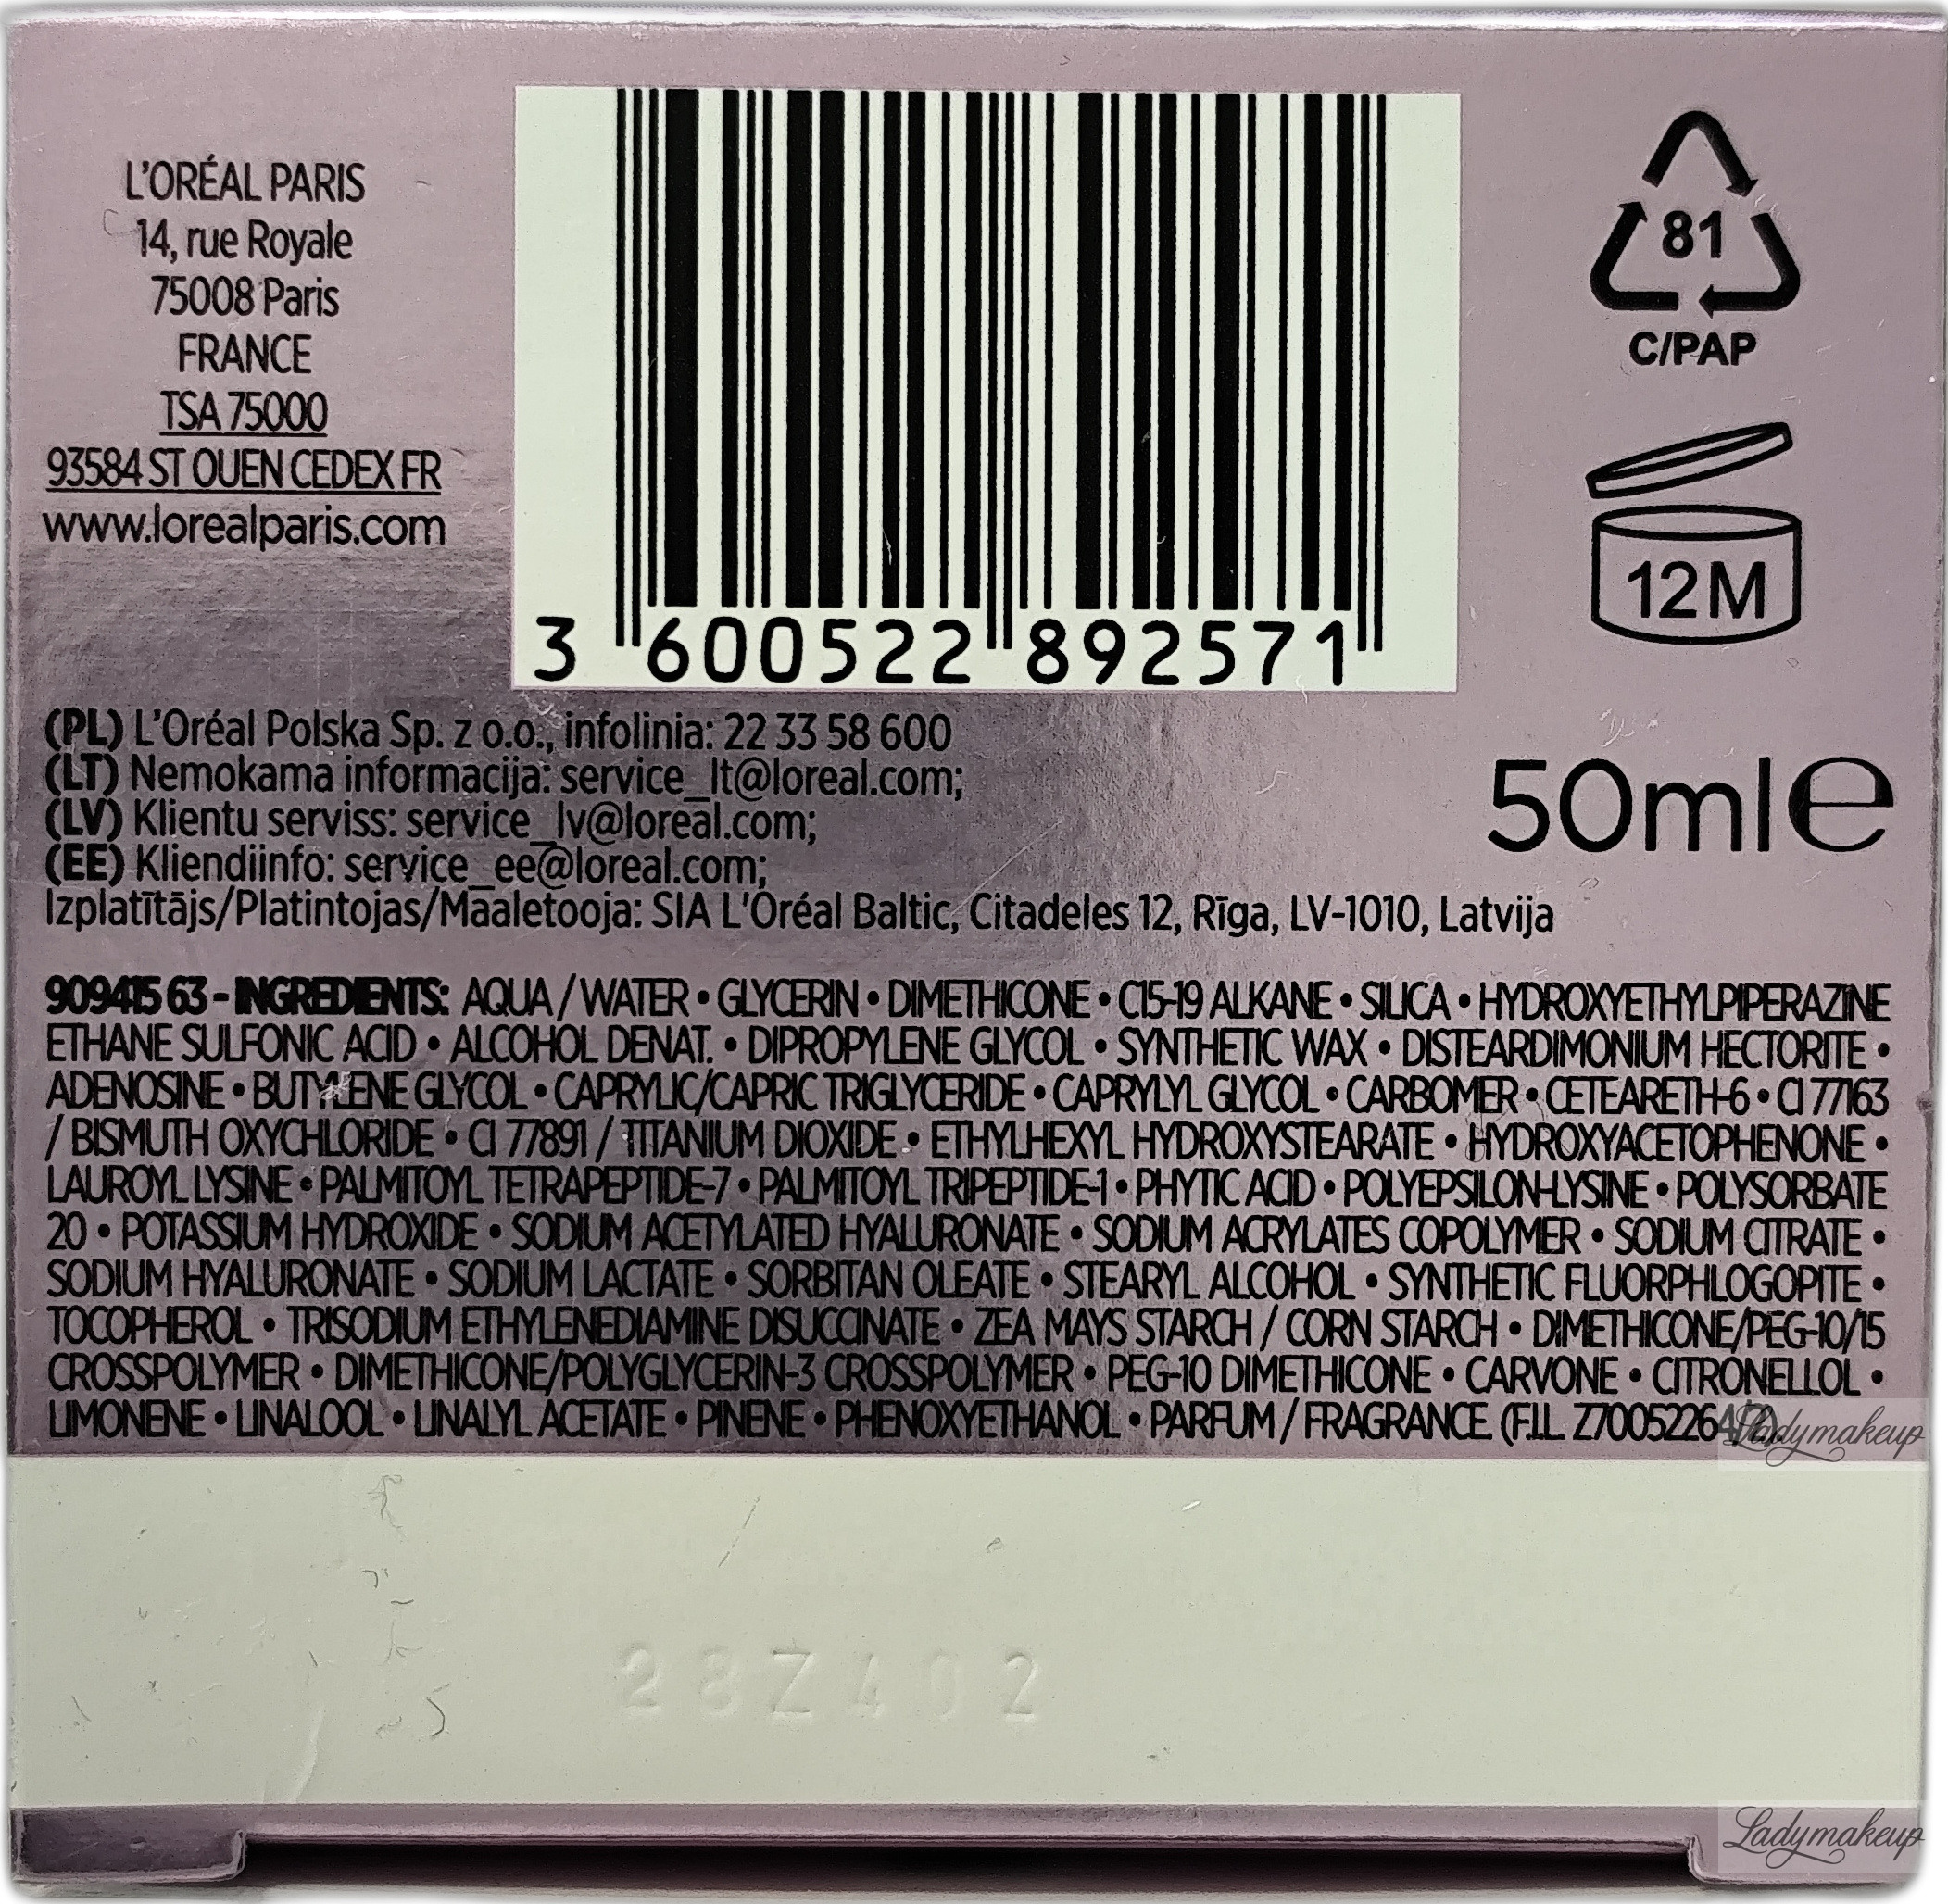 L'ORÉAL PARIS
14, rue Royale
75008 Paris
FRANCE
TSA 75000
93584 ST OUEN CEDEX FR
www.lorealparis.com
3 600522 892571
81
C/PAP
12M
(PL) L'Oréal Polska Sp. z o.o., infolinia: 22 33 58 600
(LT) Nemokama informacija: service_lt@loreal.com;
(LV) Klientu serviss: service_lv@loreal.com;
(EE) Kliendiinfo: service_ee@loreal.com;
Izplatītājs/Platintojas/Maaletooja: SIA L'Oréal Baltic, Citadeles 12, Rīga, LV-1010, Latvija
50ml e
909415 63 - INGREDIENTS: AQUA / WATER • GLYCERIN • DIMETHICONE • C15-19 ALKANE • SILICA • HYDROXYETHYLPIPERAZINE
ETHANE SULFONIC ACID • ALCOHOL DENAT. • DIPROPYLENE GLYCOL • SYNTHETIC WAX • DISTEARDIMONIUM HECTORITE •
ADENOSINE • BUTYLENE GLYCOL • CAPRYLIC/CAPRIC TRIGLYCERIDE • CAPRYLYL GLYCOL • CARBOMER • CETEARETH-6 • CI 77163
/ BISMUTH OXYCHLORIDE • CI 77891 / TITANIUM DIOXIDE • ETHYLHEXYL HYDROXYSTEARATE • HYDROXYACETOPHENONE •
LAUROYL LYSINE • PALMITOYL TETRAPEPTIDE-7 • PALMITOYL TRIPEPTIDE-1 • PHYTIC ACID • POLYEPSILON-LYSINE • POLYSORBATE
20 • POTASSIUM HYDROXIDE • SODIUM ACETYLATED HYALURONATE • SODIUM ACRYLATES COPOLYMER • SODIUM CITRATE •
SODIUM HYALURONATE • SODIUM LACTATE • SORBITAN OLEATE • STEARYL ALCOHOL • SYNTHETIC FLUORPHLOGOPITE •
TOCOPHEROL • TRISODIUM ETHYLENEDIAMINE DISUCCINATE • ZEA MAYS STARCH / CORN STARCH • DIMETHICONE/PEG-10/15
CROSSPOLYMER • DIMETHICONE/POLYGLYCERIN-3 CROSSPOLYMER • PEG-10 DIMETHICONE • CARVONE • CITRONELLOL •
LIMONENE • LINALOOL • LINALYL ACETATE • PINENE • PHENOXYETHANOL • PARFUM / FRAGRANCE (F.I.L.
Ladymakeup
28Z402
Ladymakeup